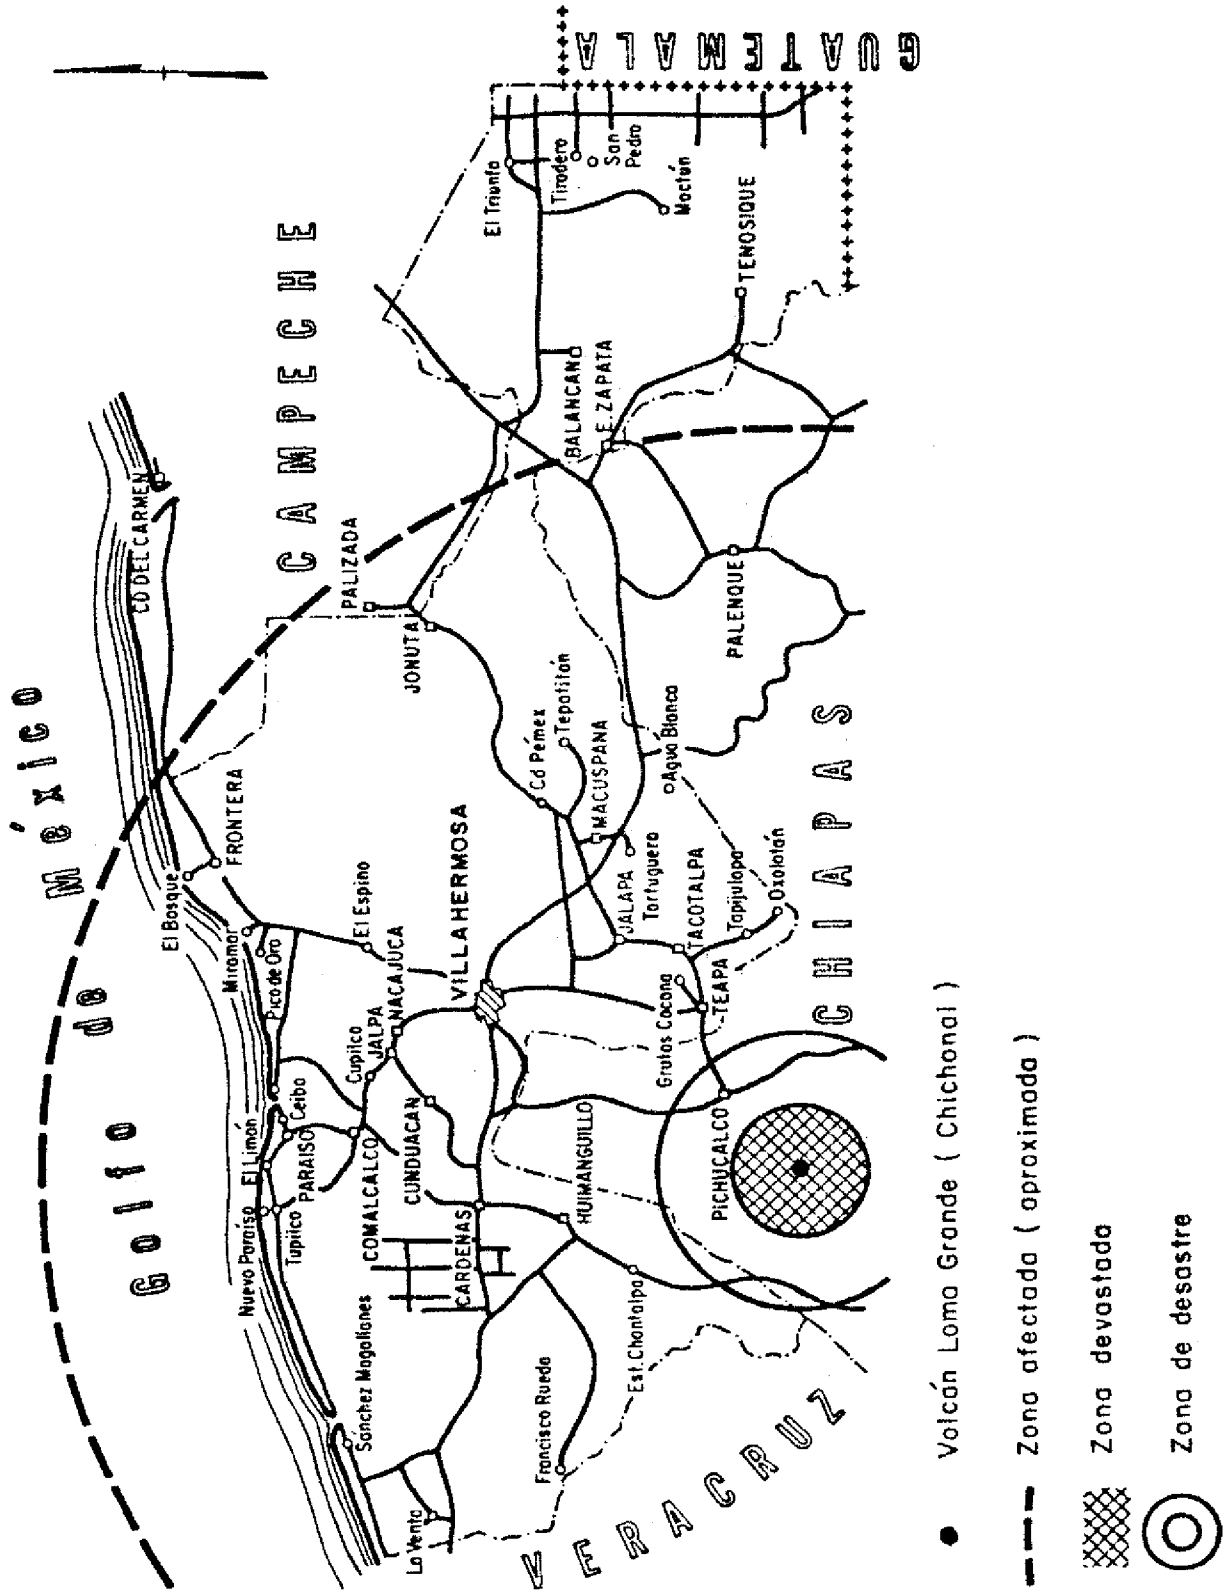 Golfo de México
CAMPECHE
GUATEMALA
CHIAPAS
VERACRUZ
CD DEL CARMEN
El Bosque
FRONTERA
Miramar
Pico de Oro
El Espino
PALIZADA
JONUTA
El Triunfo
Tiradero
San
Pedro
Mactún
TENOSIQUE
BALANCAN
E. ZAPATA
PALENQUE
Nuevo Paraíso
El Limón
Ceiba
PARAISO
Tupilco
Cupilco
JALPA
NACAJUCA
COMALCALCO
CUNDUACAN
Sánchez Magallanes
La Venta
CARDENAS
VILLAHERMOSA
Cd Pémex
Tepatitán
MACUSPANA
Agua Blanca
JALAPA
Tortuguero
TACOTALPA
Tapijulapa
Oxolotán
Grutas Cocona
TEAPA
HUIMANGUILLO
Francisco Rueda
Est. Chontalpa
PICHUCALCO
Volcán Loma Grande ( Chichonal )
Zona afectada ( aproximada )
Zona devastada
Zona de desastre